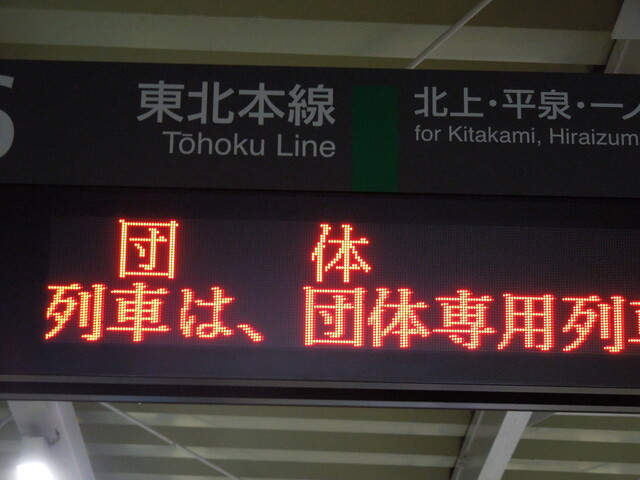 東北本線
Tōhoku Line
北上・平泉・一
for Kitakami, Hiraizum
団 体
列車は、団体専用列